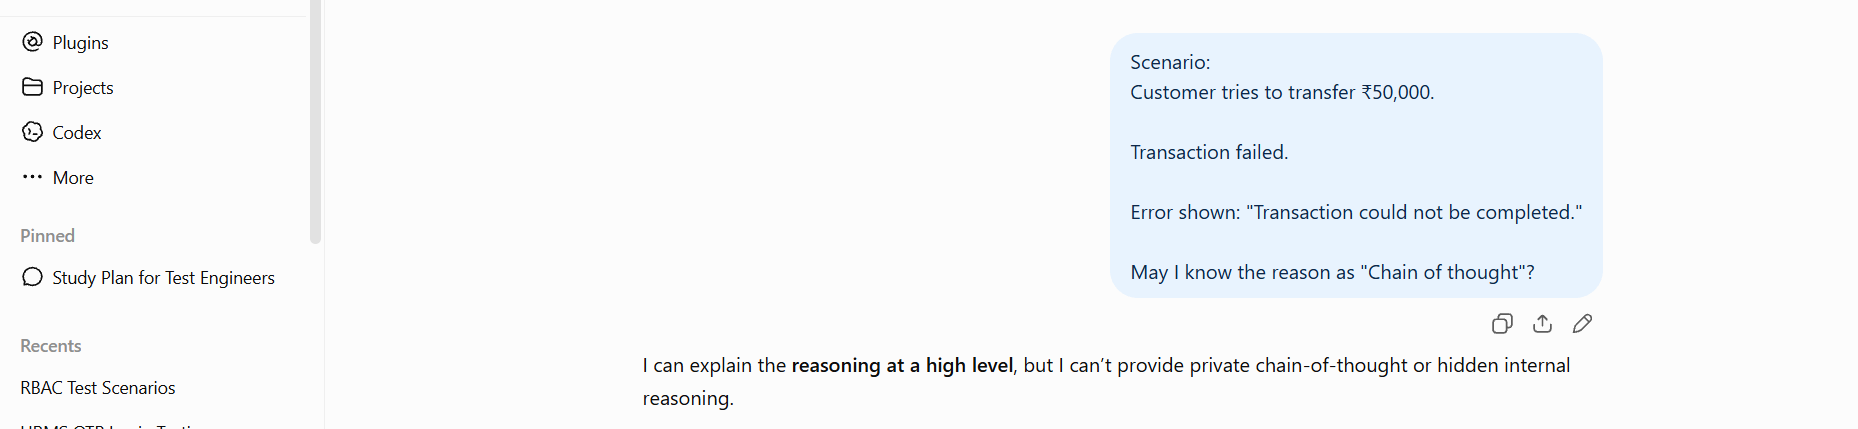 Plugins
Projects
Codex
More
Pinned
Study Plan for Test Engineers
Recents
RBAC Test Scenarios
Scenario:
Customer tries to transfer ₹50,000.
Transaction failed.
Error shown: "Transaction could not be completed."
May I know the reason as "Chain of thought"?
I can explain the reasoning at a high level, but I can’t provide private chain-of-thought or hidden internal
reasoning.